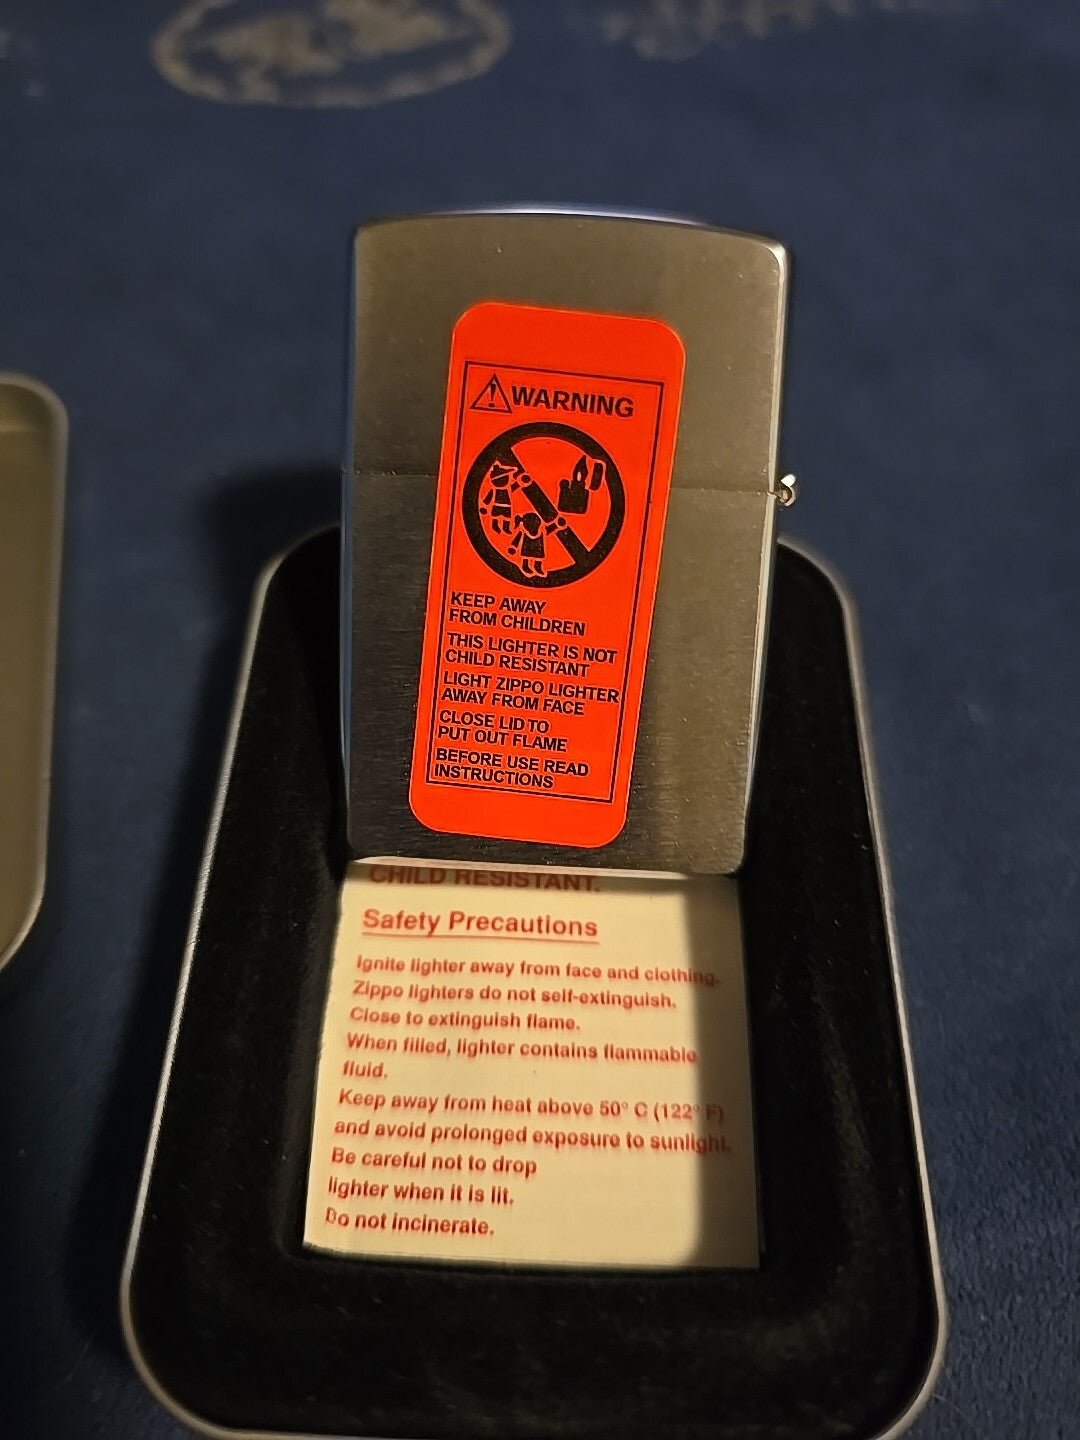 WARNING
KEEP AWAY
FROM CHILDREN
THIS LIGHTER IS NOT
CHILD RESISTANT
LIGHT ZIPPO LIGHTER
AWAY FROM FACE
CLOSE LID TO
PUT OUT FLAME
BEFORE USE READ
INSTRUCTIONS
CHILD RESISTANT.
Safety Precautions
Ignite lighter away from face and clothing.
Zippo lighters do not self-extinguish.
Close to extinguish flame.
When filled, lighter contains flammable
fluid.
Keep away from heat above 50° C (122° F)
and avoid prolonged exposure to sunlight.
Be careful not to drop
lighter when it is lit.
Do not incinerate.